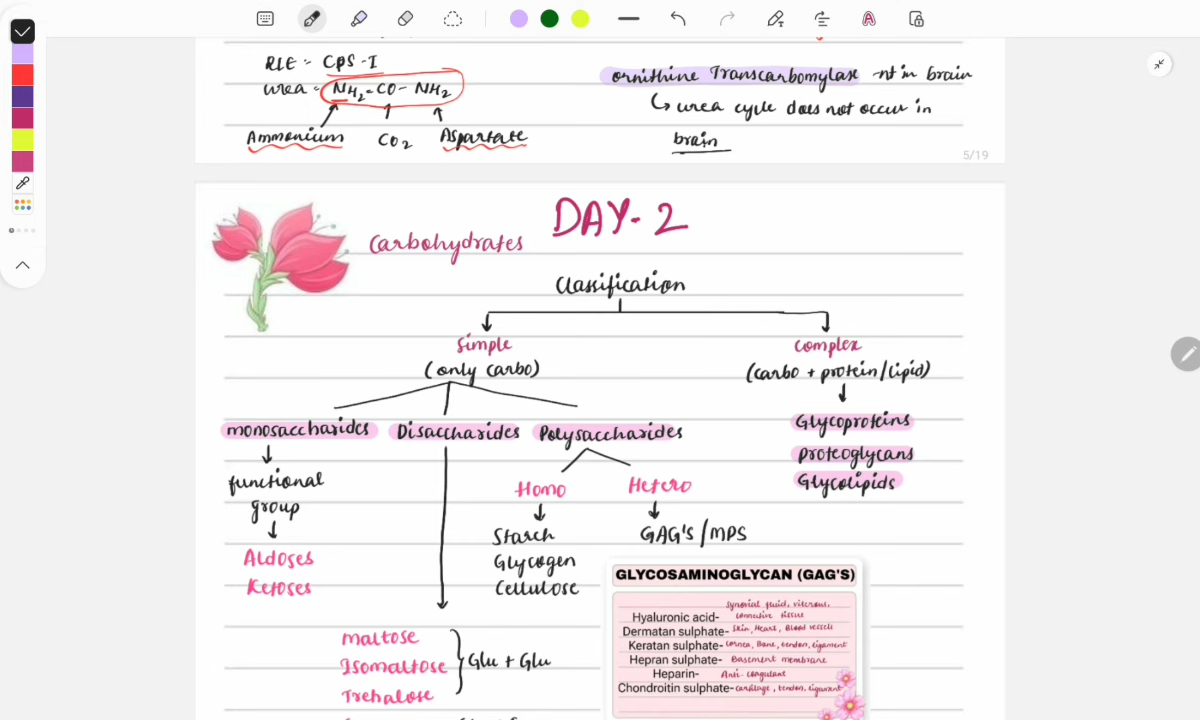 RLE - CPS-I
urea = NH2-CO-NH2
Ammonium CO2 Aspartate
ornithine Transcarbomylase -nt in brain
urea cycle does not occur in
brain
5/19
DAY-2
Carbohydrates
Classification
Simple
(only carbo)
Complex
(carbo + protein/lipid)
monosaccharides
Disaccharides
Polysaccharides
Glycoproteins
proteoglycans
Glycolipids
functional
group
Aldoses
Ketoses
Homo
Hetero
Starch
Glycogen
Cellulose
GAG'S/MPS
GLYCOSAMINOGLYCAN (GAG'S)
Hyaluronic acid- synovial fluid, viterous,
connective tissue
Dermatan sulphate- Skin, Heart, Blood vessels
Keratan sulphate- cornea, Bone, tendon, ligament
Hepran sulphate- Basement membrane
Heparin- Anti-coagulant
Chondroitin sulphate- cartilage, tendon, ligament
maltose
Isomaltose
Trehalose
Glu + Glu